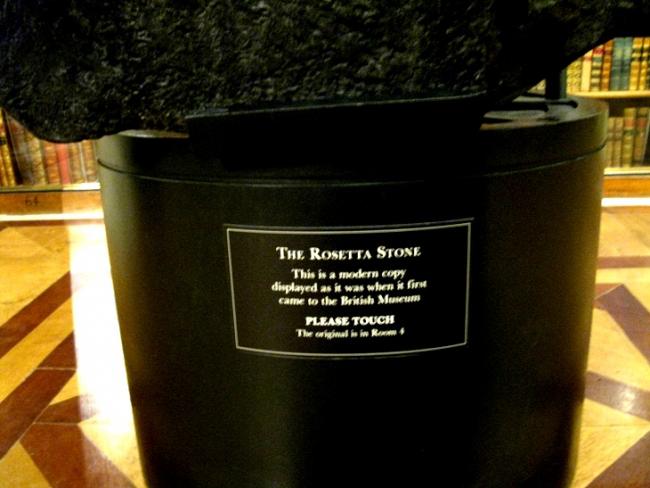 THE ROSETTA STONE
This is a modern copy
displayed as it was when it first
came to the British Museum
PLEASE TOUCH
The original is in Room 4
64